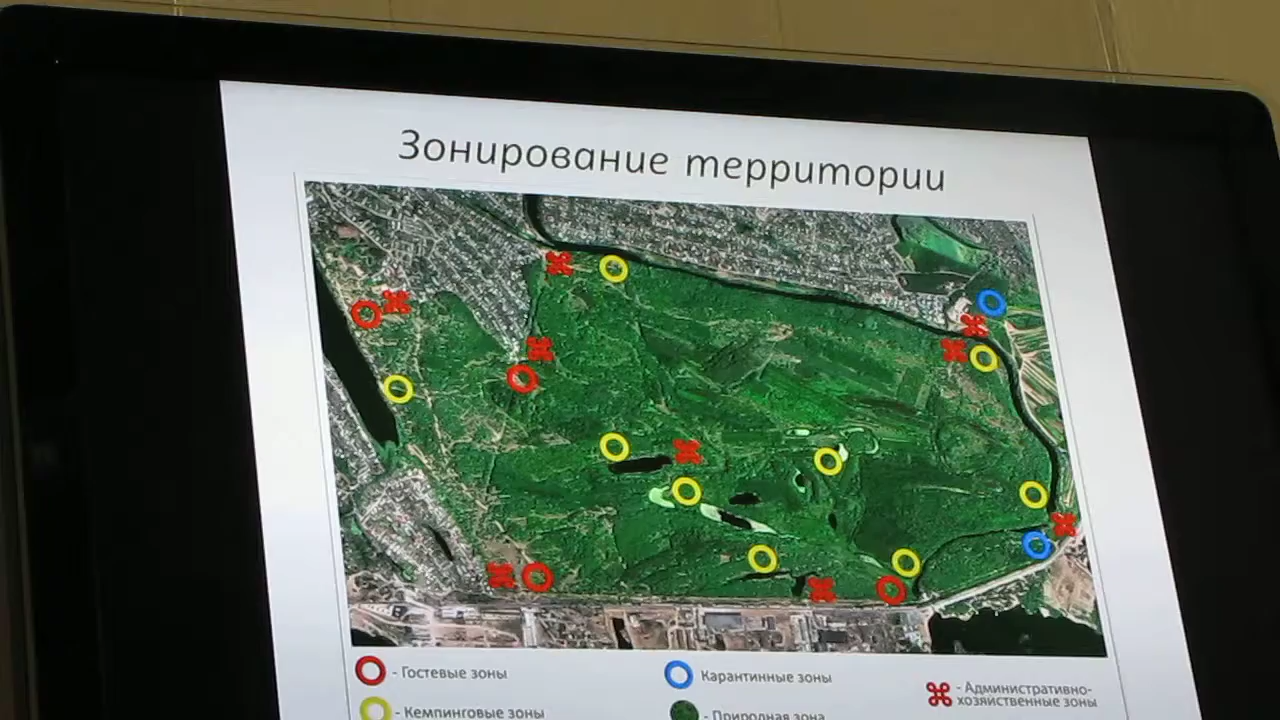 Зонирование территории
- Гостевые зоны
- Карантинные зоны
- Административно-
хозяйственные зоны
- Кемпинговые зоны
- Природная зона